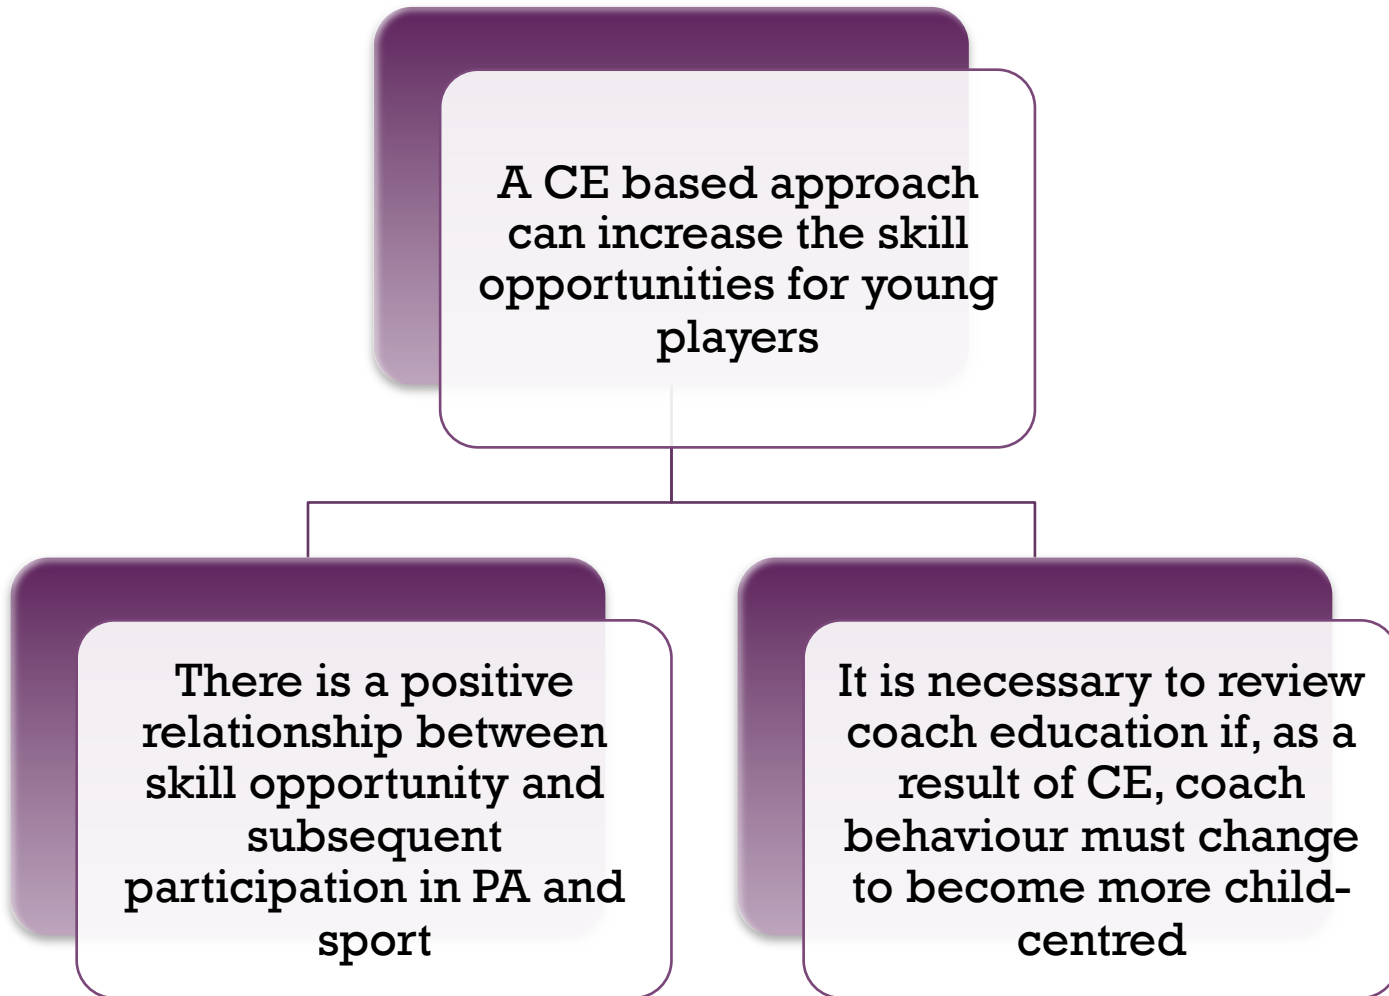 A CE based approach
can increase the skill
opportunities for young
players
There is a positive
relationship between
skill opportunity and
subsequent
participation in PA and
sport
It is necessary to review
coach education if, as a
result of CE, coach
behaviour must change
to become more child-
centred